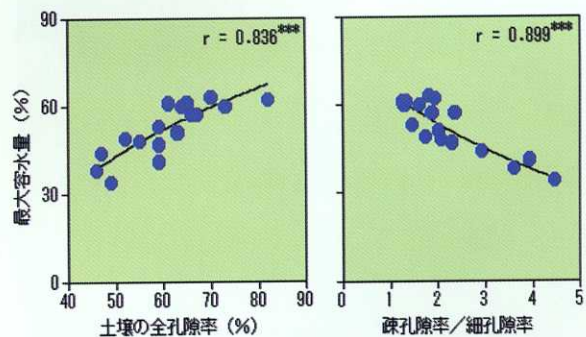 90
60
30
0
最大容水量 (%)
r = 0.836***
40 50 60 70 80 90
土壌の全孔隙率 (%)
r = 0.899***
0 1 2 3 4 5
疎孔隙率/細孔隙率